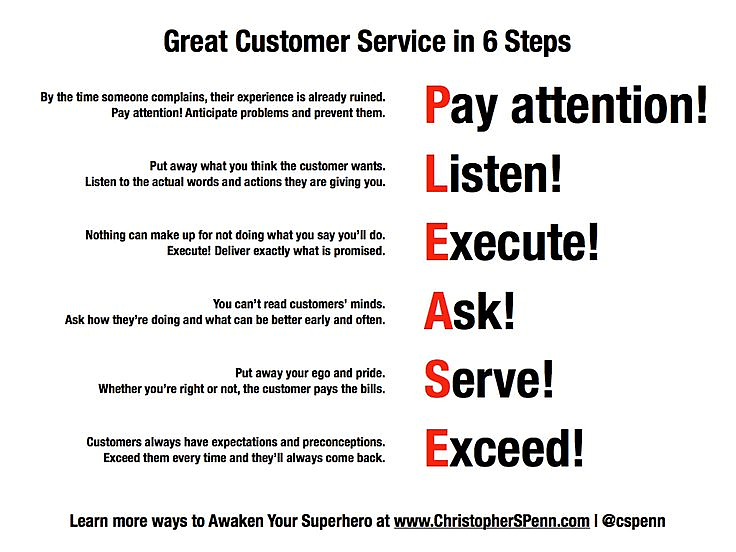 Great Customer Service in 6 Steps
By the time someone complains, their experience is already ruined.
Pay attention! Anticipate problems and prevent them.
Pay attention!
Put away what you think the customer wants.
Listen to the actual words and actions they are giving you.
Listen!
Nothing can make up for not doing what you say you'll do.
Execute! Deliver exactly what is promised.
Execute!
You can't read customers' minds.
Ask how they're doing and what can be better early and often.
Ask!
Put away your ego and pride.
Whether you're right or not, the customer pays the bills.
Serve!
Customers always have expectations and preconceptions.
Exceed them every time and they'll always come back.
Exceed!
Learn more ways to Awaken Your Superhero at www.ChristopherSPenn.com | @cspenn